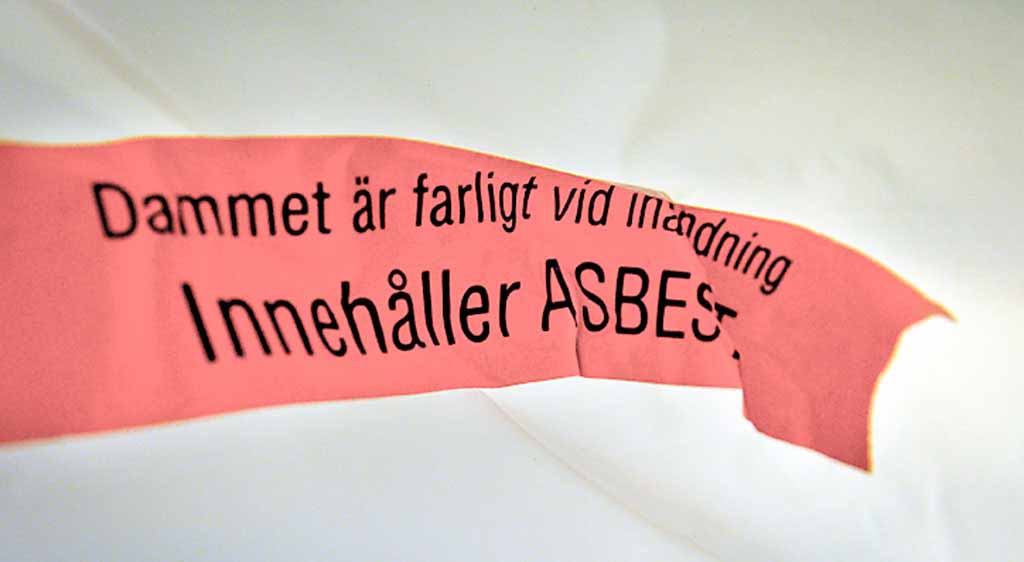 Dammet är farligt vid inandning
Innehåller ASBEST